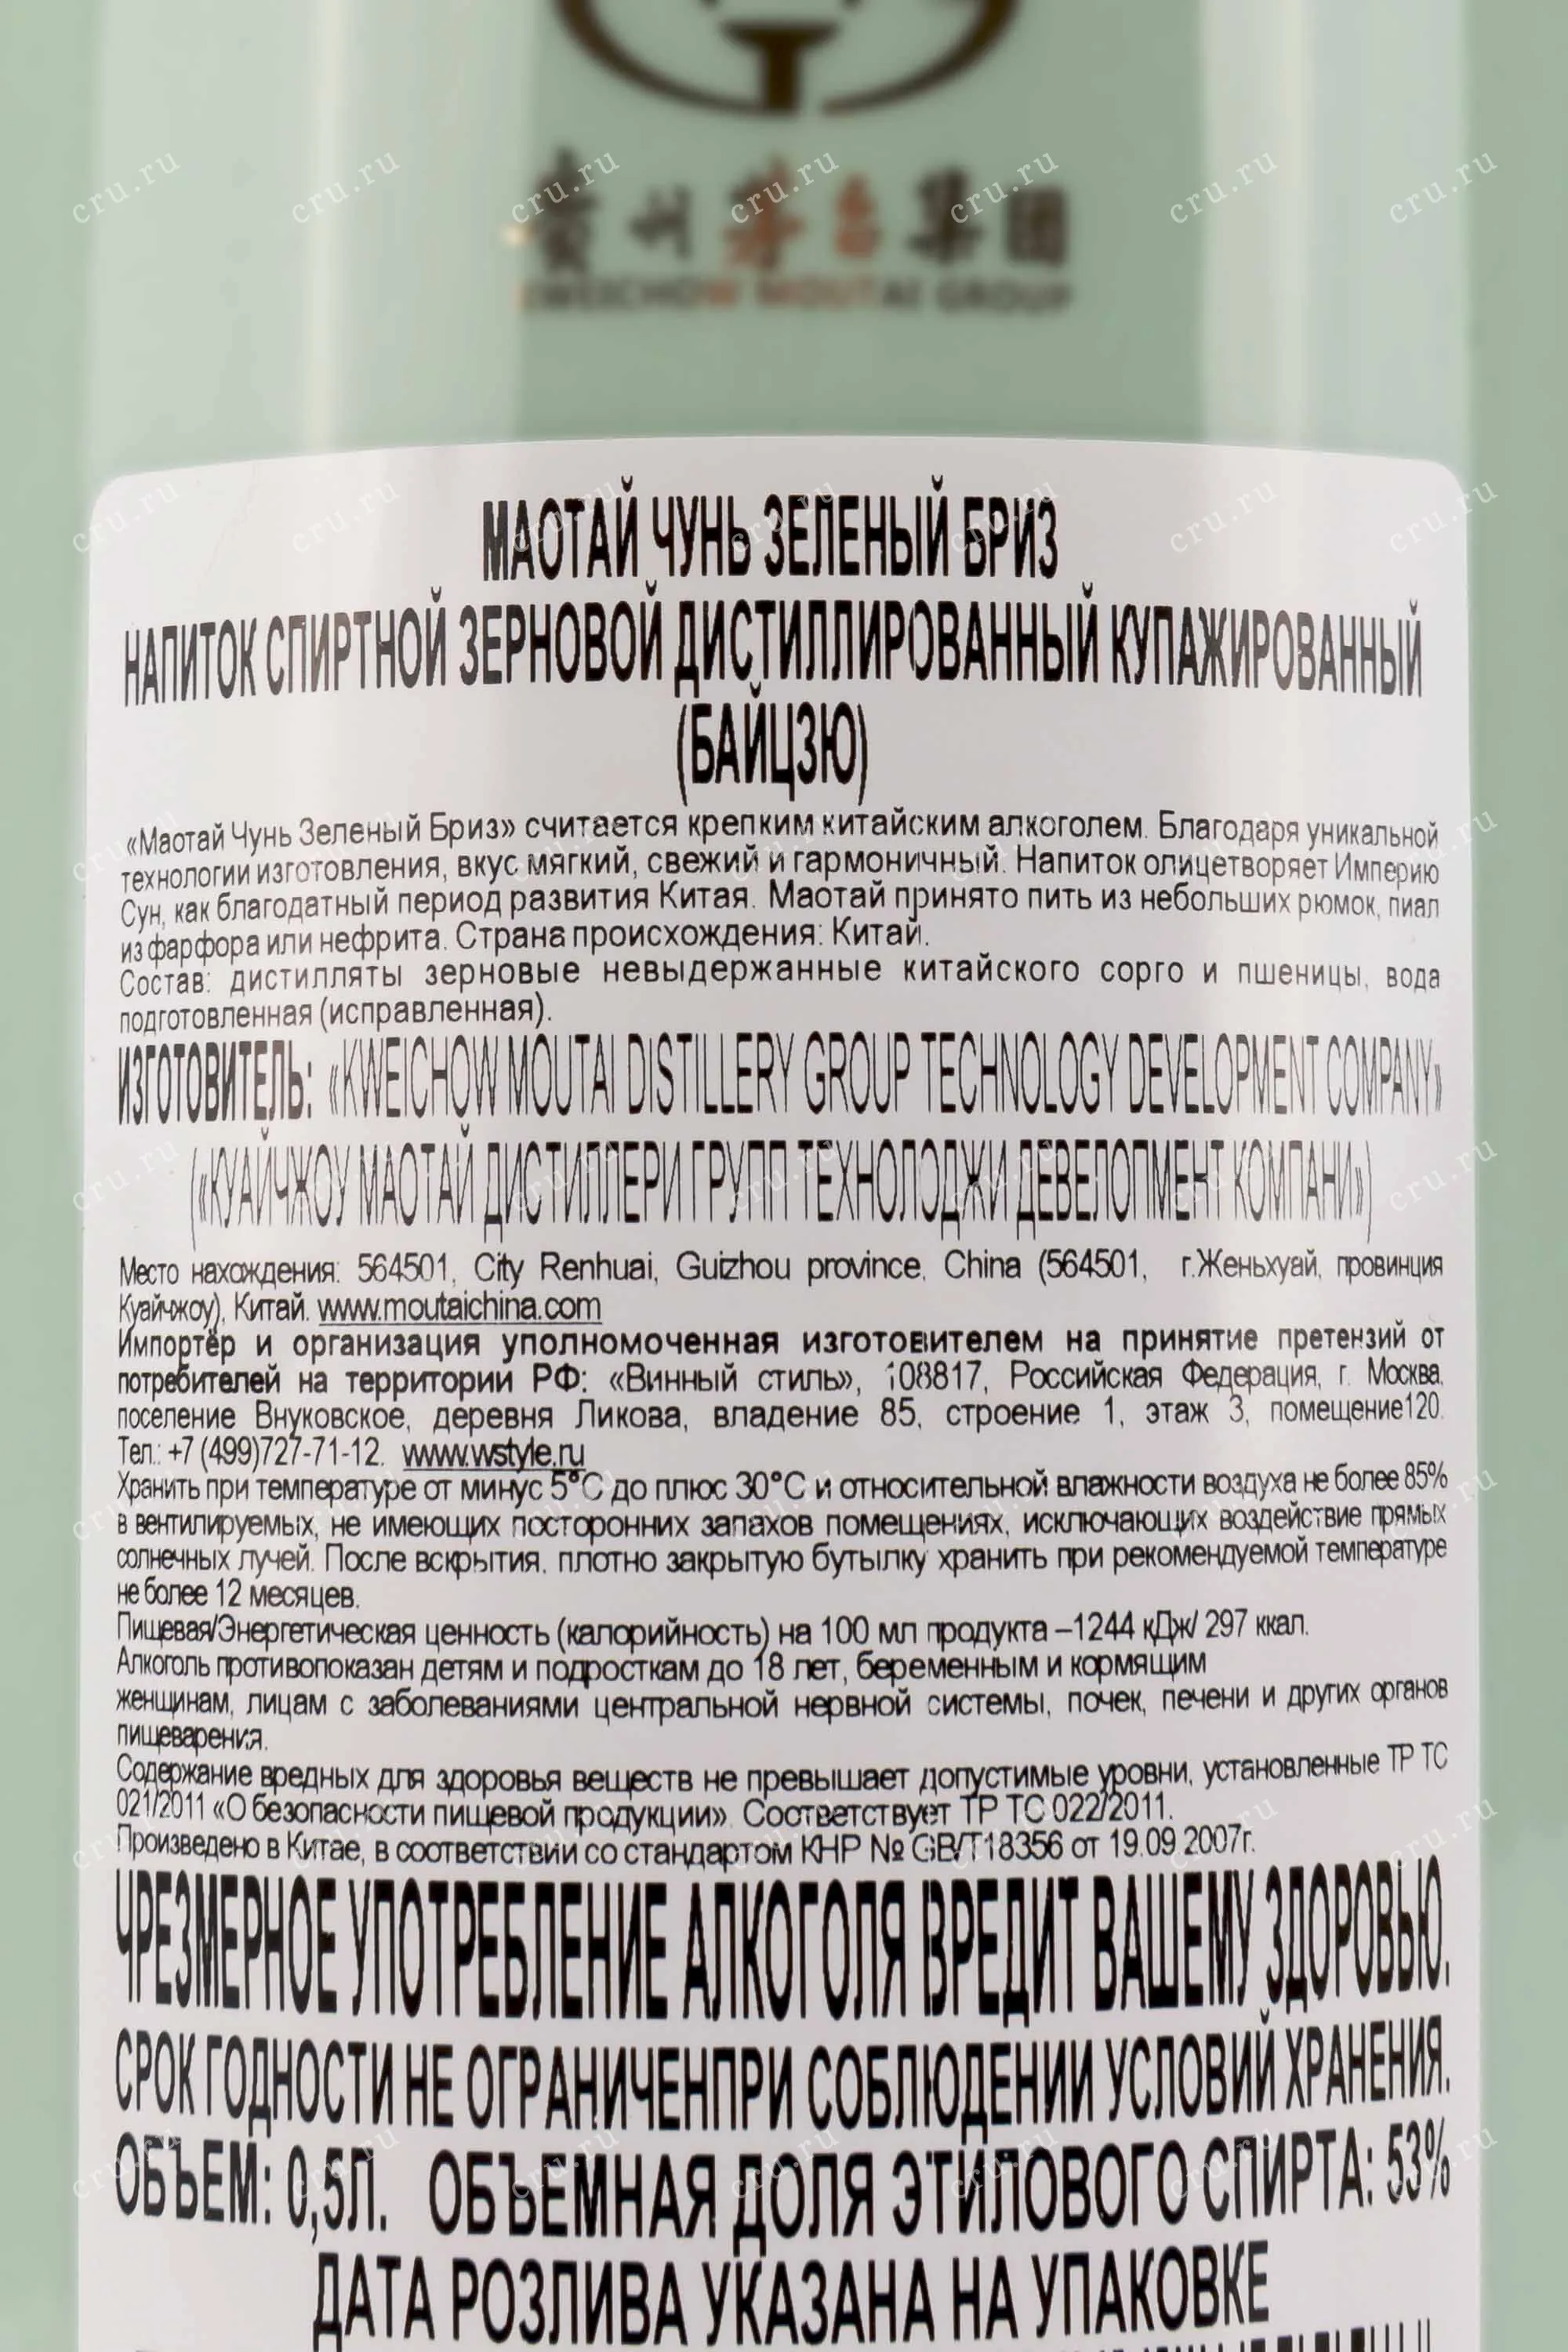 贵州茅台集团
KWEICHOW MOUTAI GROUP
МАОТАЙ ЧУНЬ ЗЕЛЕНЫЙ БРИЗ
НАПИТОК СПИРТНОЙ ЗЕРНОВОЙ ДИСТИЛЛИРОВАННЫЙ КУПАЖИРОВАННЫЙ
(БАЙЦЗЮ)
«Маотай Чунь Зеленый Бриз» считается крепким китайским алкоголем. Благодаря уникальной
технологии изготовления, вкус мягкий, свежий и гармоничный. Напиток олицетворяет Империю
Сун, как благодатный период развития Китая. Маотай принято пить из небольших рюмок, пиал
из фарфора или нефрита. Страна происхождения: Китай.
Состав: дистилляты зерновые невыдержанные китайского сорго и пшеницы, вода
подготовленная (исправленная).
ИЗГОТОВИТЕЛЬ: «KWEICHOW MOUTAI DISTILLERY GROUP TECHNOLOGY DEVELOPMENT COMPANY»
(«КУАЙЧЖОУ МАОТАЙ ДИСТИЛЛЕРИ ГРУПП ТЕХНОЛОДЖИ ДЕВЕЛОПМЕНТ КОМПАНИ»)
Место нахождения: 564501, City Renhuai, Guizhou province, China (564501, г.Женьхуай, провинция
Куайчжоу), Китай. www.moutaichina.com
Импортёр и организация уполномоченная изготовителем на принятие претензий от
потребителей на территории РФ: «Винный стиль», 108817, Российская Федерация, г. Москва,
поселение Внуковское, деревня Ликова, владение 85, строение 1, этаж 3, помещение120.
Тел.: +7 (499)727-71-12. www.wstyle.ru
Хранить при температуре от минус 5°С до плюс 30°С и относительной влажности воздуха не более 85%
в вентилируемых, не имеющих посторонних запахов помещениях, исключающих воздействие прямых
солнечных лучей. После вскрытия, плотно закрытую бутылку хранить при рекомендуемой температуре
не более 12 месяцев.
Пищевая/Энергетическая ценность (калорийность) на 100 мл продукта –1244 кДж/ 297 ккал.
Алкоголь противопоказан детям и подросткам до 18 лет, беременным и кормящим
женщинам, лицам с заболеваниями центральной нервной системы, почек, печени и других органов
пищеварения.
Содержание вредных для здоровья веществ не превышает допустимые уровни, установленные ТР ТС
021/2011 «О безопасности пищевой продукции». Соответствует ТР ТС 022/2011.
Произведено в Китае, в соответствии со стандартом КНР № GB/T18356 от 19.09.2007г.
ЧРЕЗМЕРНОЕ УПОТРЕБЛЕНИЕ АЛКОГОЛЯ ВРЕДИТ ВАШЕМУ ЗДОРОВЬЮ.
СРОК ГОДНОСТИ НЕ ОГРАНИЧЕНПРИ СОБЛЮДЕНИИ УСЛОВИЙ ХРАНЕНИЯ.
ОБЪЕМ: 0,5Л. ОБЪЕМНАЯ ДОЛЯ ЭТИЛОВОГО СПИРТА: 53%
ДАТА РОЗЛИВА УКАЗАНА НА УПАКОВКЕ